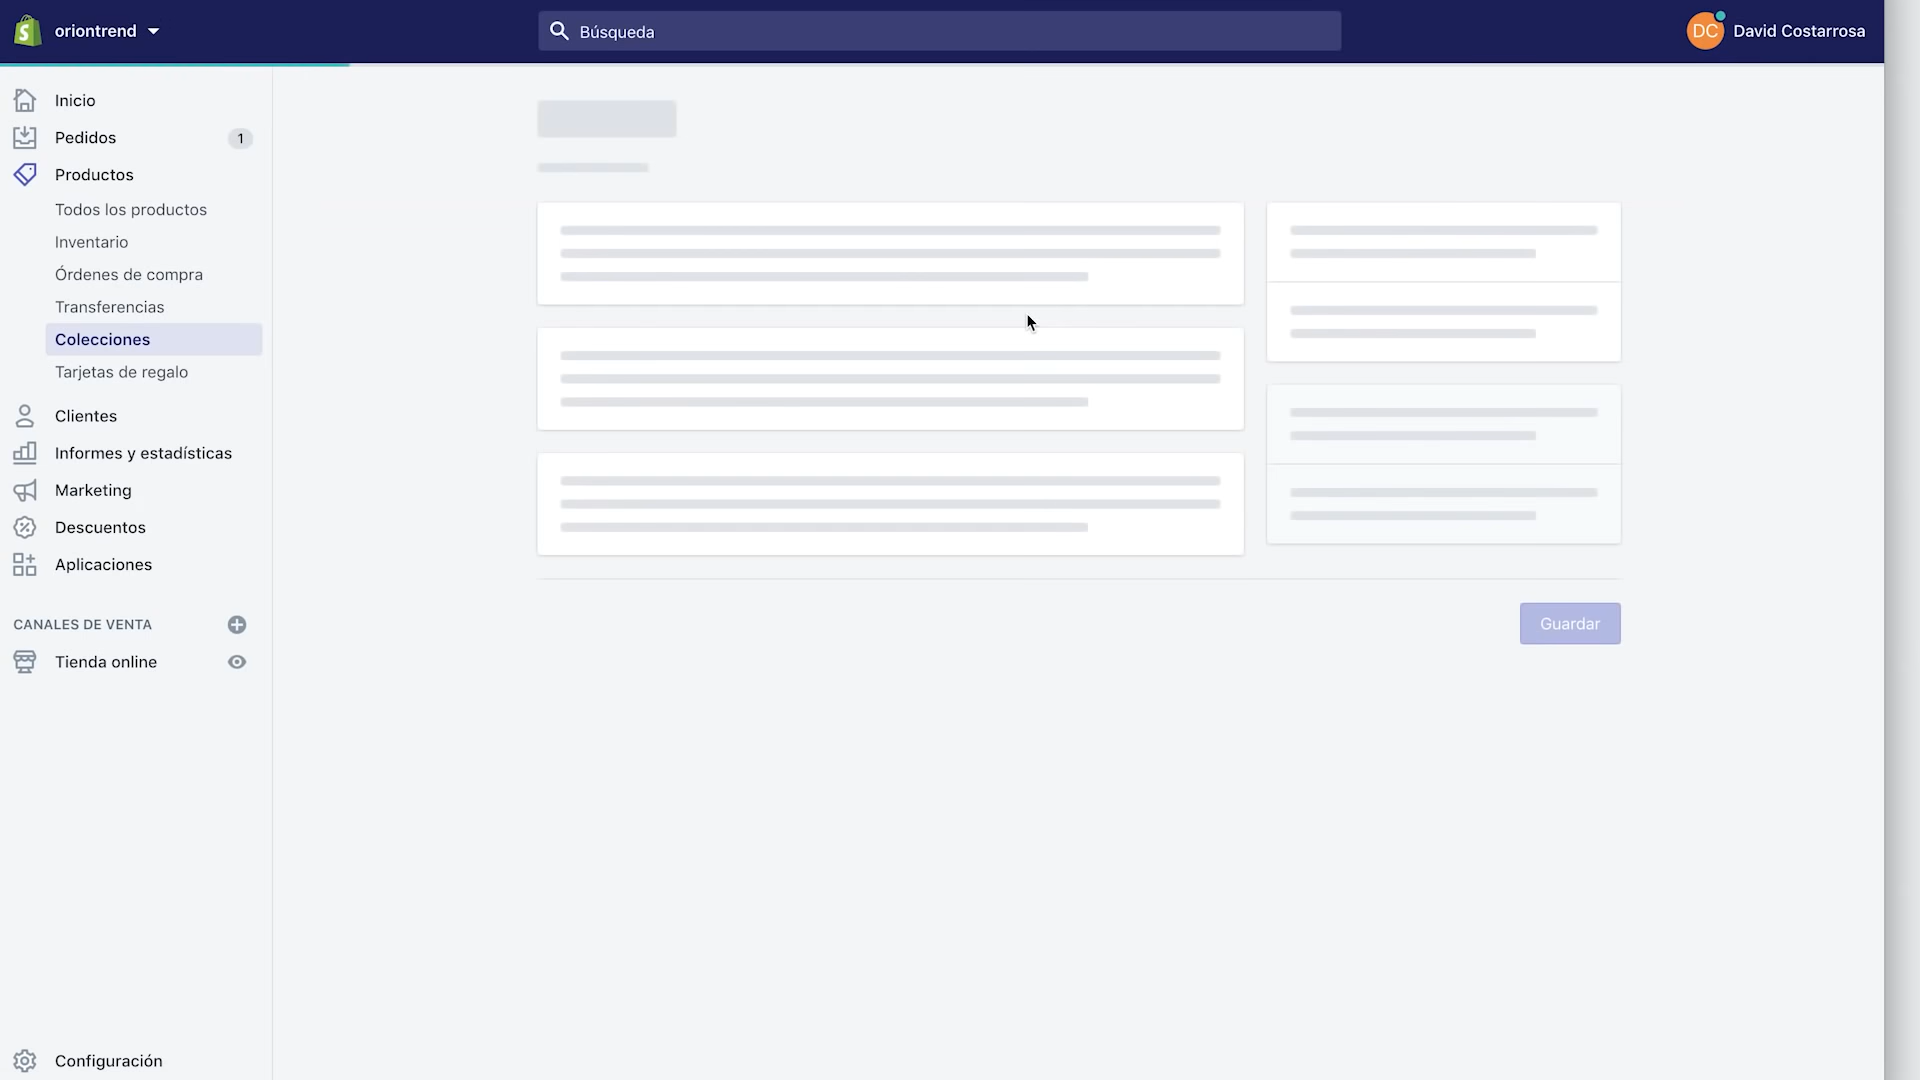 oriontrend
Búsqueda
DC
David Costarrosa
Inicio
Pedidos
1
Productos
Todos los productos
Inventario
Órdenes de compra
Transferencias
Colecciones
Tarjetas de regalo
Clientes
Informes y estadísticas
Marketing
Descuentos
Aplicaciones
CANALES DE VENTA
Tienda online
Configuración
Guardar